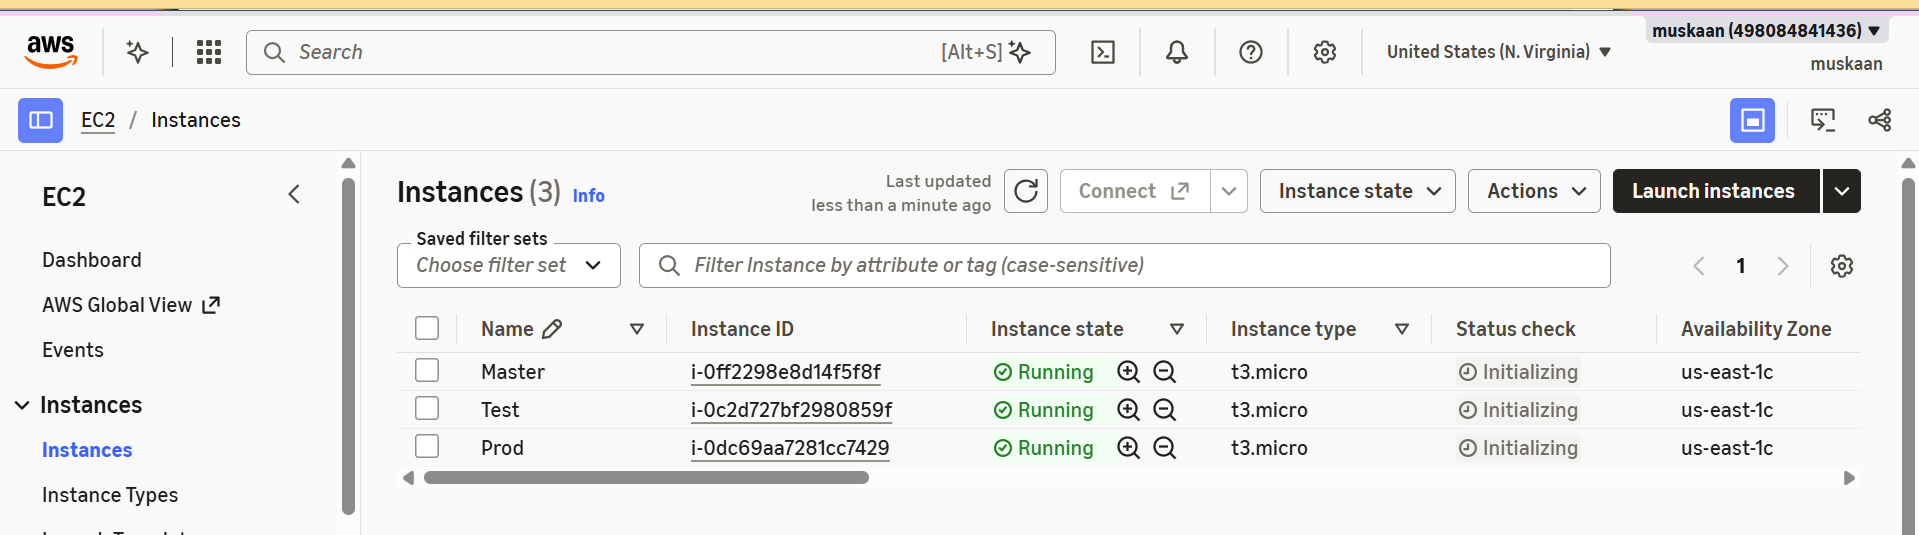 aws
Search [Alt+S]
United States (N. Virginia)
muskaan (498084841436)
muskaan
EC2 / Instances
EC2
Dashboard
AWS Global View
Events
Instances
Instances
Instance Types
Instances (3) Info
Last updated
less than a minute ago
Connect
Instance state
Actions
Launch instances
Saved filter sets
Choose filter set
Filter Instance by attribute or tag (case-sensitive)
1
Name Instance ID Instance state Instance type Status check Availability Zone
Master i-0ff2298e8d14f5f8f Running t3.micro Initializing us-east-1c
Test i-0c2d727bf2980859f Running t3.micro Initializing us-east-1c
Prod i-0dc69aa7281cc7429 Running t3.micro Initializing us-east-1c